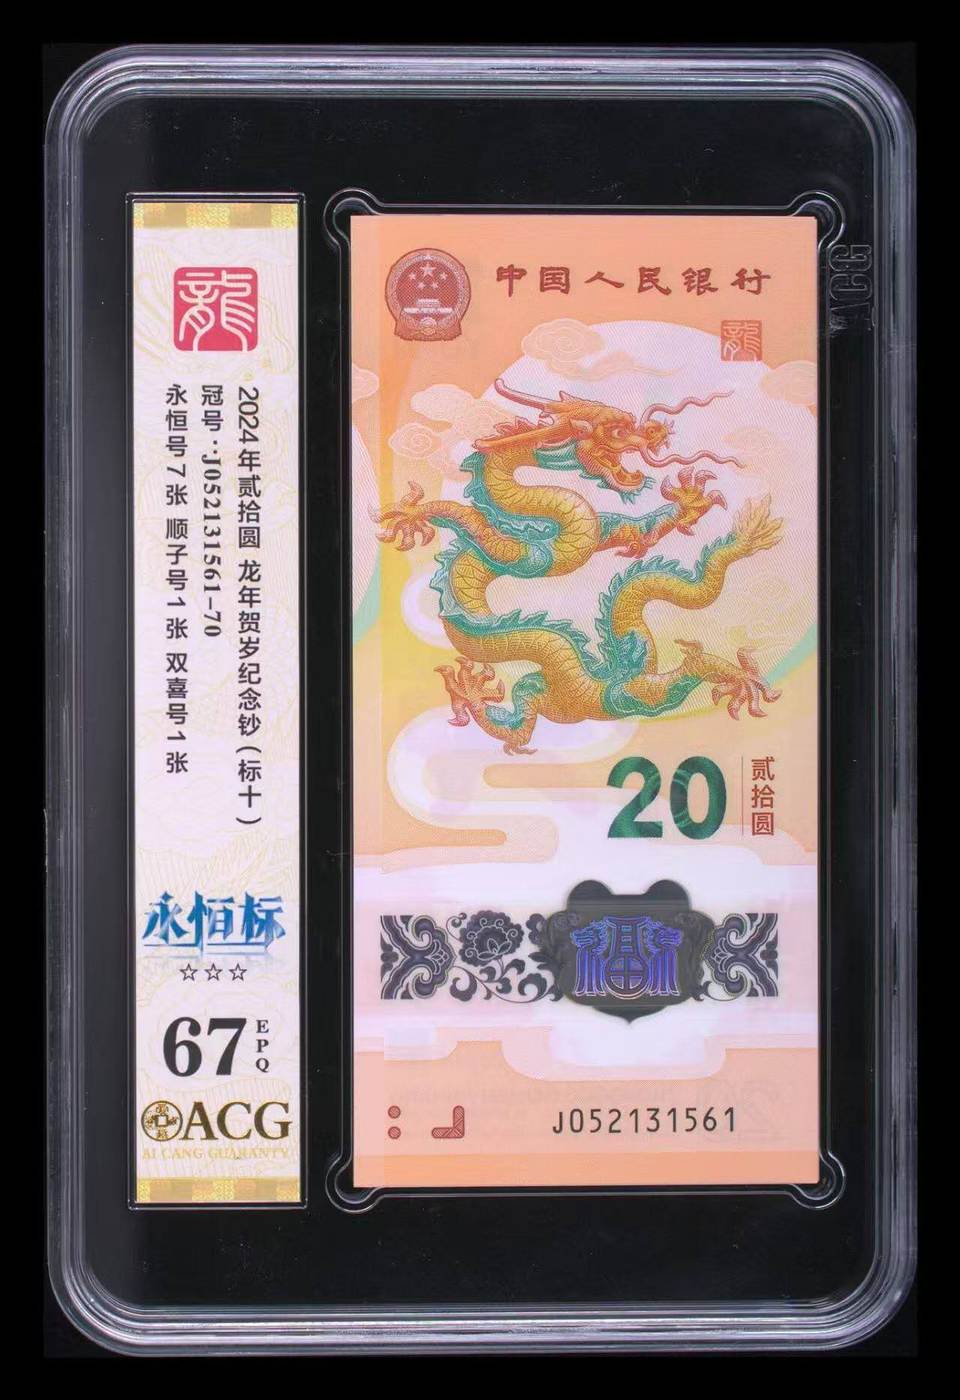 龍
2024年贰拾圆 龙年贺岁纪念钞（标十）
冠号：J052131561-70
永恒号7张 顺子号1张 双喜号1张
永恒标
☆☆☆
67 EPQ
ACG
AI CANG GUARANTY
中国人民银行
龍
20 贰拾圆
J052131561
ACG